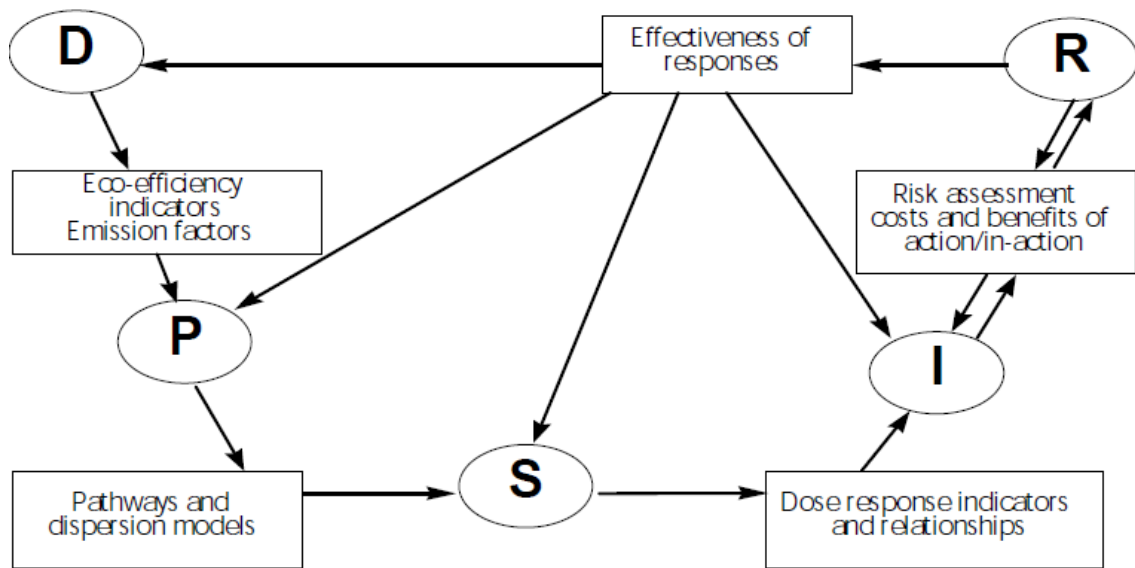 D
Effectiveness of
responses
R
Eco-efficiency
indicators
Emission factors
Risk assessment
costs and benefits of
action/in-action
P
I
S
Pathways and
dispersion models
Dose response indicators
and relationships